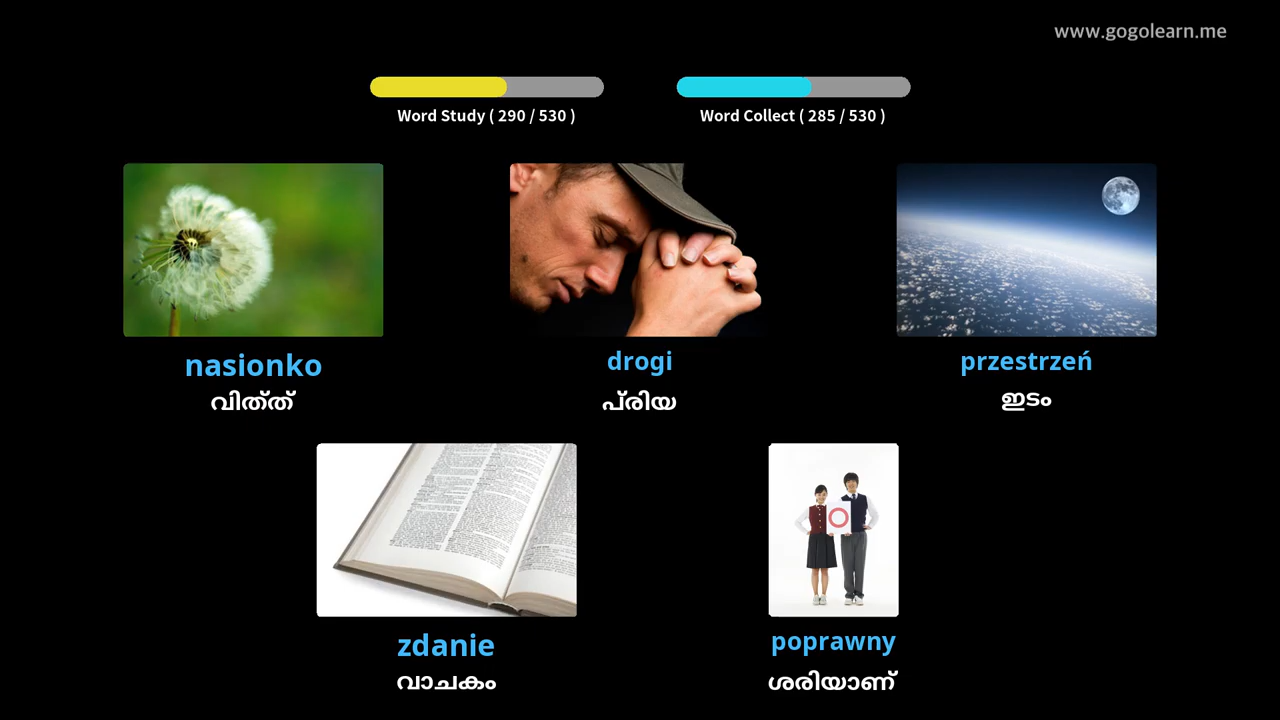 www.gogolearn.me
Word Study ( 290 / 530 )
Word Collect ( 285 / 530 )
nasionko
drogi
przestrzeń
വിത്ത്
പ്രിയ
ഇടം
zdanie
poprawny
വാചകം
ശരിയാണ്